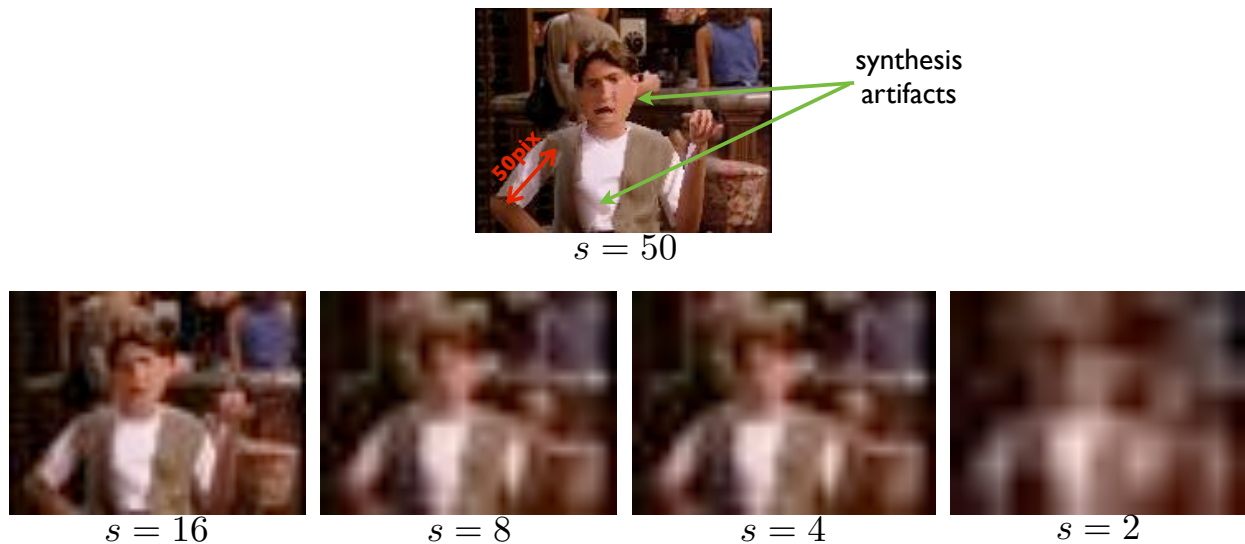 synthesis
artifacts
50pix
s = 50
s = 16
s = 8
s = 4
s = 2